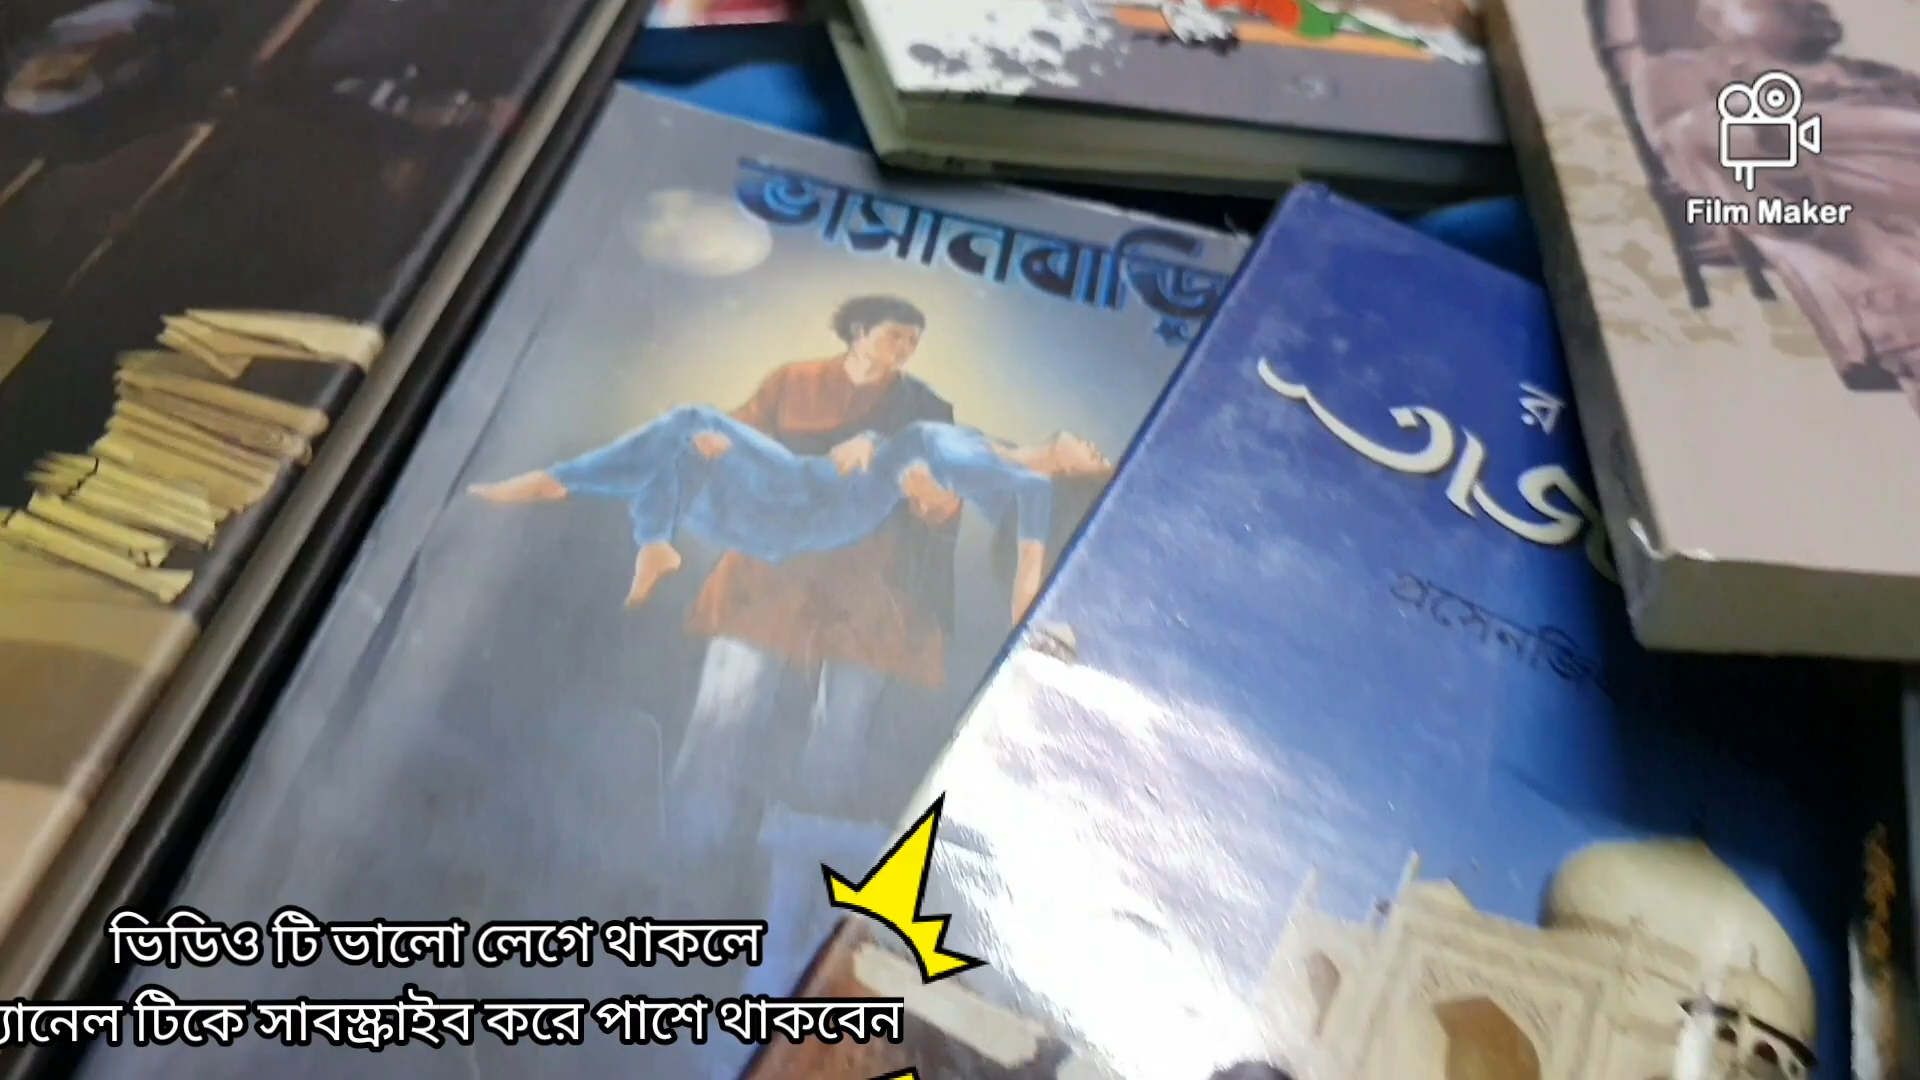 Film Maker
ভাসানবাড়ি
র
তাজ
প্রসেনজি
ভিডিও টি ভালো লেগে থাকলে
্যানেল টিকে সাবস্ক্রাইব করে পাশে থাকবেন